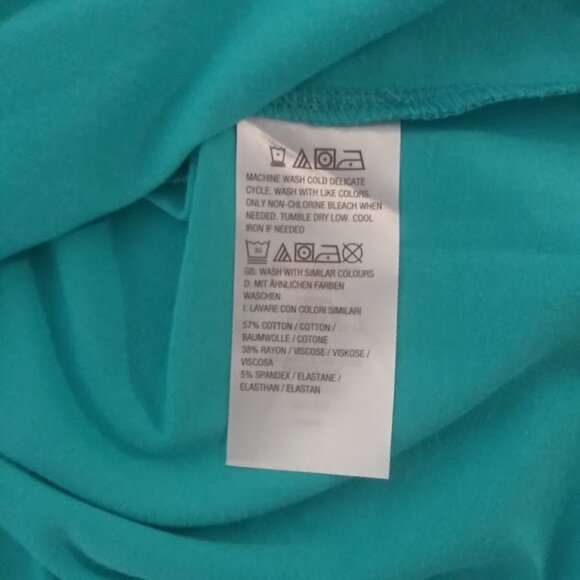 MACHINE WASH COLD DELICATE
CYCLE. WASH WITH LIKE COLORS.
ONLY NON-CHLORINE BLEACH WHEN
NEEDED. TUMBLE DRY LOW. COOL
IRON IF NEEDED
30
GB: WASH WITH SIMILAR COLOURS
D: MIT ÄHNLICHEN FARBEN
WASCHEN
I: LAVARE CON COLORI SIMILARI
57% COTTON / COTTON /
BAUMWOLLE / COTONE
38% RAYON / VISCOSE / VISKOSE /
VISCOSA
5% SPANDEX / ELASTANE /
ELASTHAN / ELASTAN